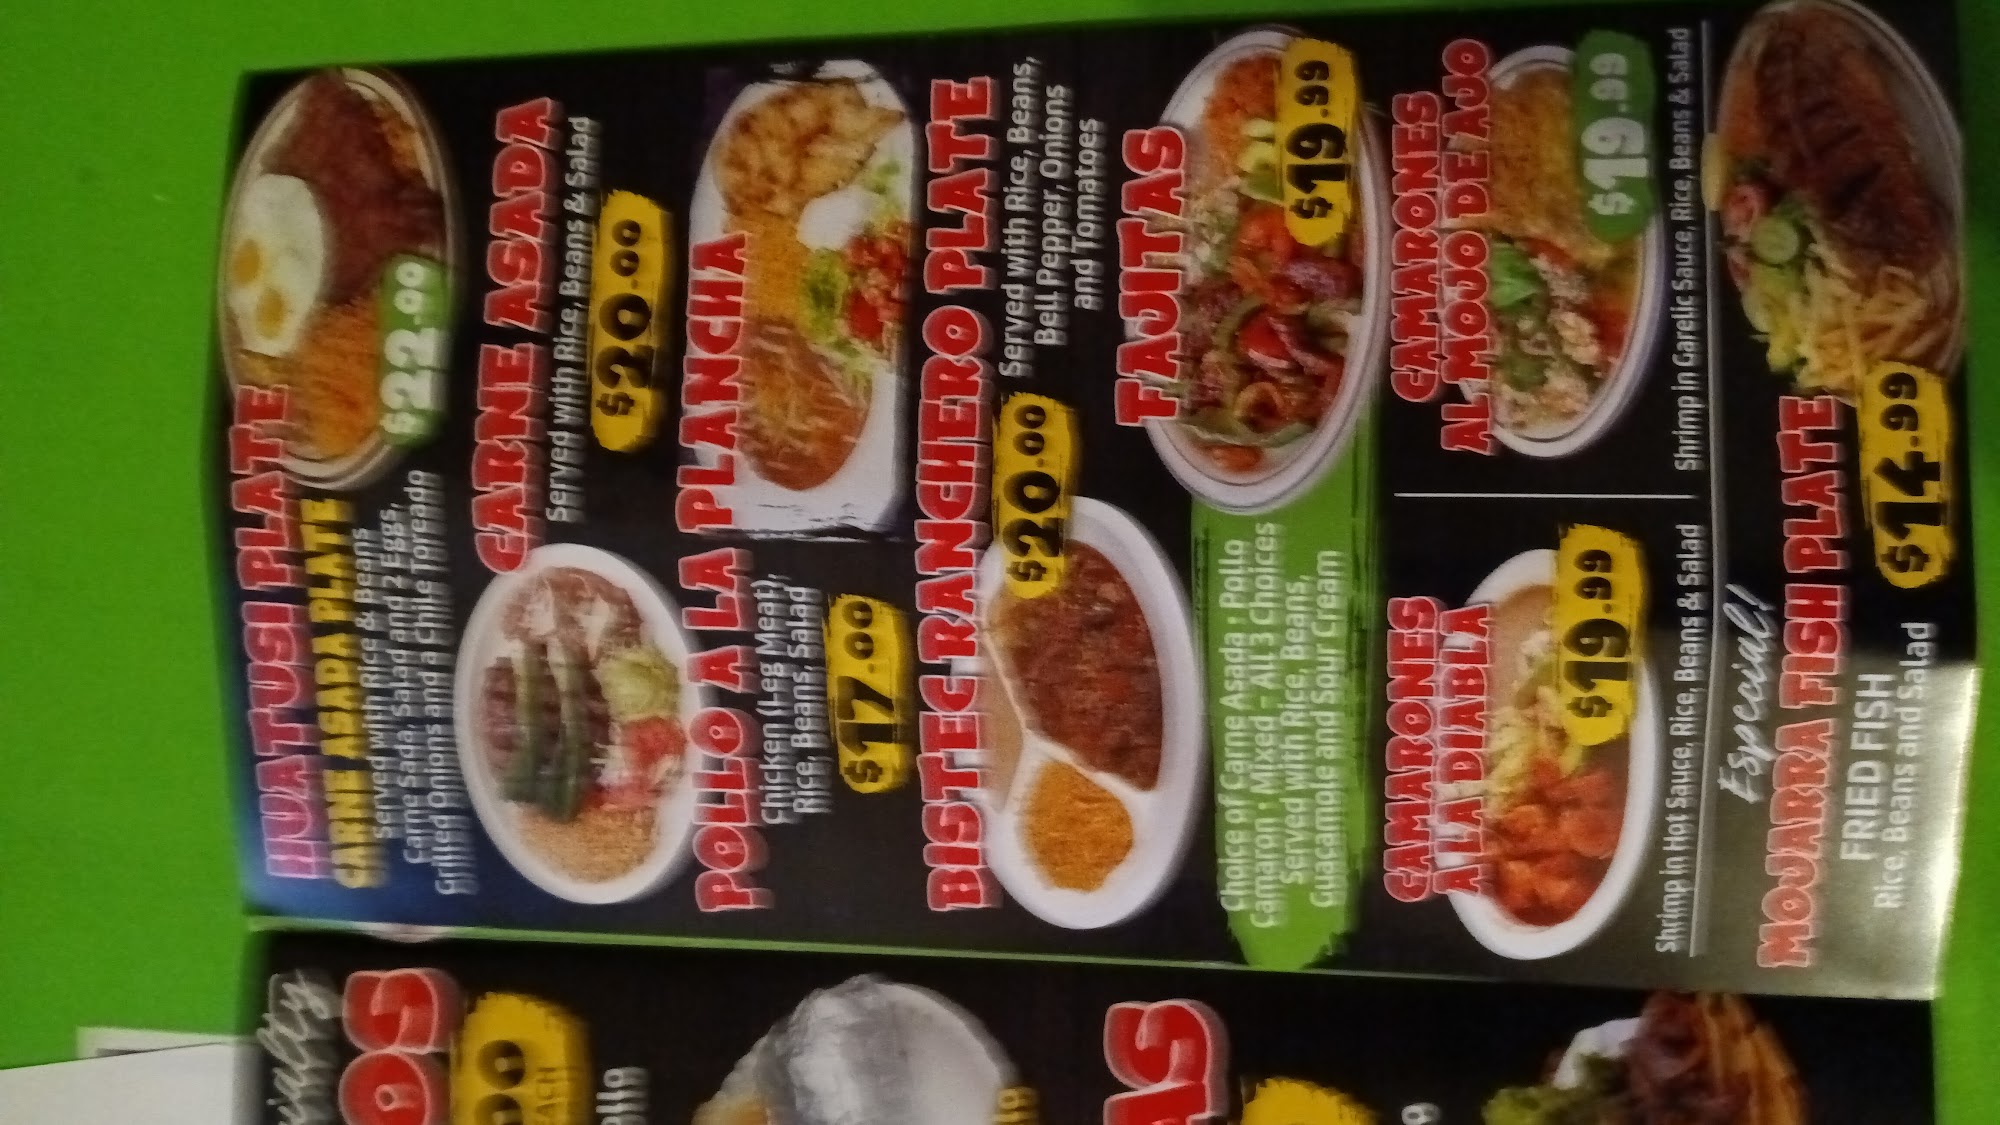 HUATUSI PLATE
CARNE ASADA PLATE
Served with Rice & Beans
Carne Sada, Salad and 2 Eggs,
Grilled Onions and a Chile Toreado
$22.00
CARNE ASADA
Served with Rice, Beans & Salad
$20.00
POLLO A LA PLANCHA
Chicken (Leg Meat),
Rice, Beans, Salad
$17.00
BISTEC RANCHERO PLATE
$20.00
Served with Rice, Beans,
Bell Pepper, Onions
and Tomatoes
FAJITAS
$19.99
Choice of Carne Asada • Pollo
Camaron • Mixed - All 3 Choices
Served with Rice, Beans,
Guacamole and Sour Cream
CAMARONES
A LA DIABLA
$19.99
Shrimp in Hot Sauce, Rice, Beans & Salad
CAMARONES
AL MOJO DE AJO
$19.99
Shrimp in Garelic Sauce, Rice, Beans & Salad
Especial!
MOJARRA FISH PLATE
FRIED FISH
Rice, Beans and Salad
$14.99
OS
EACH
AS